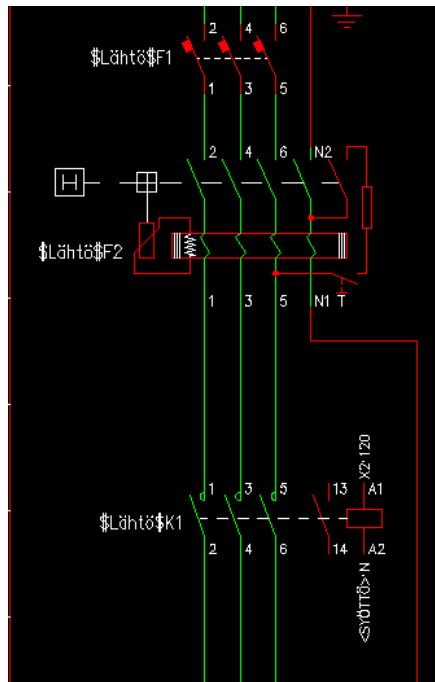 2 4 6
$Lähtö$F1
1 3 5
2 4 6 N2
H
$Lähtö$F2
1 3 5 N1 T
X2:120
1 3 5 13 A1
$Lähtö$K1
2 4 6 14 A2
<SYÖTTÖ>:N